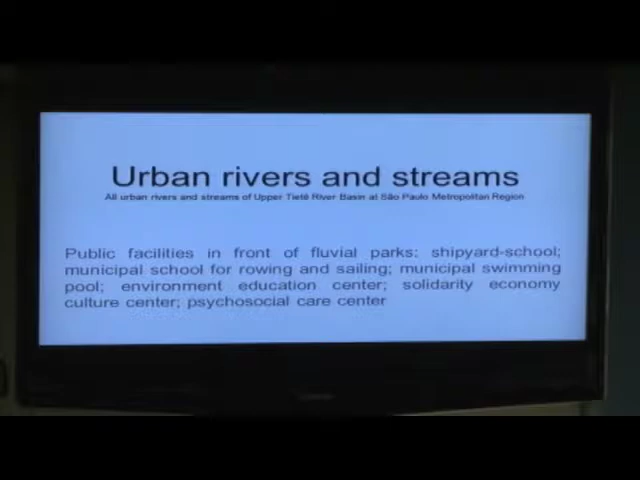 Urban rivers and streams
All urban rivers and streams of Upper Tietê River Basin at São Paulo Metropolitan Region
Public facilities in front of fluvial parks: shipyard-school;
municipal school for rowing and sailing; municipal swimming
pool; environment education center; solidarity economy
culture center; psychosocial care center